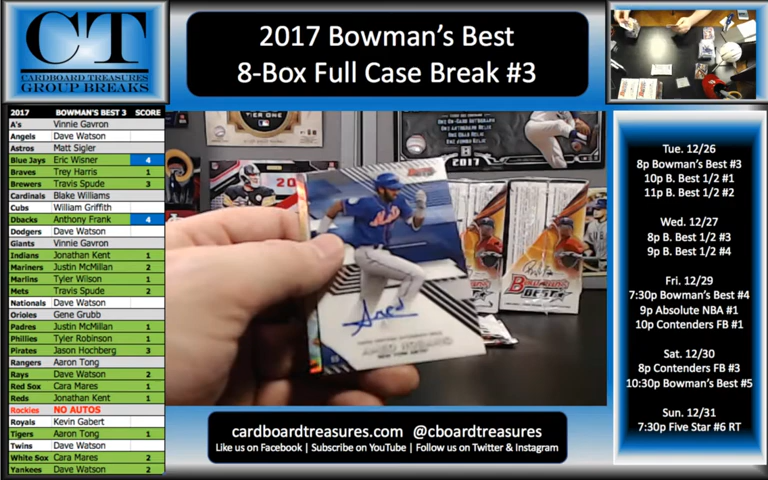 CT
CARDBOARD TREASURES
GROUP BREAKS
2017 Bowman's Best
8-Box Full Case Break #3
2017 BOWMAN'S BEST 3 SCORE
A's Vinnie Gavron
Angels Dave Watson
Astros Matt Sigler
Blue Jays Eric Wisner 4
Braves Trey Harris 1
Brewers Travis Spude 3
Cardinals Blake Williams
Cubs William Griffith
Dbacks Anthony Frank 4
Dodgers Dave Watson
Giants Vinnie Gavron
Indians Jonathan Kent 1
Mariners Justin McMillan 2
Marlins Tyler Wilson 1
Mets Travis Spude 2
Nationals Dave Watson
Orioles Gene Grubb
Padres Justin McMillan 1
Phillies Tyler Robinson 1
Pirates Jason Hochberg 3
Rangers Aaron Tong
Rays Dave Watson 2
Red Sox Cara Mares 1
Reds Jonathan Kent 1
Rockies NO AUTOS
Royals Kevin Gabert
Tigers Aaron Tong 1
Twins Dave Watson
White Sox Cara Mares 2
Yankees Dave Watson 2
TIER ONE
2017
20
Mets
BOWMAN'S
BEST
cardboardtreasures.com @cboardtreasures
Like us on Facebook | Subscribe on YouTube | Follow us on Twitter & Instagram
Tue. 12/26
8p Bowman's Best #3
10p B. Best 1/2 #1
11p B. Best 1/2 #2
Wed. 12/27
8p B. Best 1/2 #3
9p B. Best 1/2 #4
Fri. 12/29
7:30p Bowman's Best #4
9p Absolute NBA #1
10p Contenders FB #1
Sat. 12/30
8p Contenders FB #3
10:30p Bowman's Best #5
Sun. 12/31
7:30p Five Star #6 RT